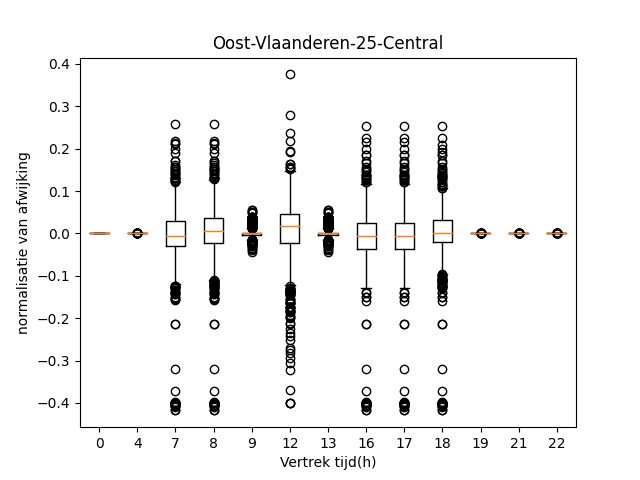 Oost-Vlaanderen-25-Central
0.4
0.3
0.2
0.1
0.0
−0.1
−0.2
−0.3
−0.4
normalisatie van afwijking
0 4 7 8 9 12 13 16 17 18 19 21 22
Vertrek tijd(h)